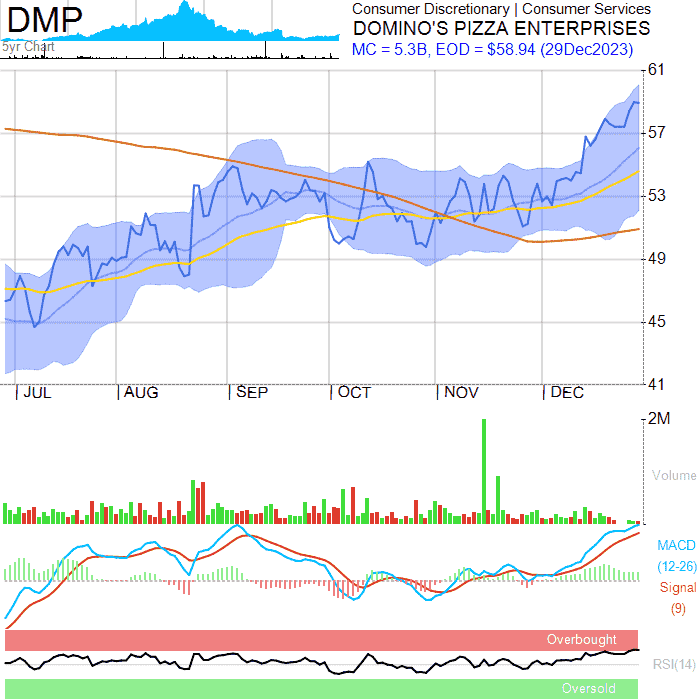 DMP
5yr Chart
Consumer Discretionary | Consumer Services
DOMINO'S PIZZA ENTERPRISES
MC = 5.3B, EOD = $58.94 (29Dec2023)
61
57
53
49
45
41
|JUL |AUG |SEP |OCT |NOV |DEC
2M
Volume
MACD
(12-26)
Signal
(9)
Overbought
RSI(14)
Oversold